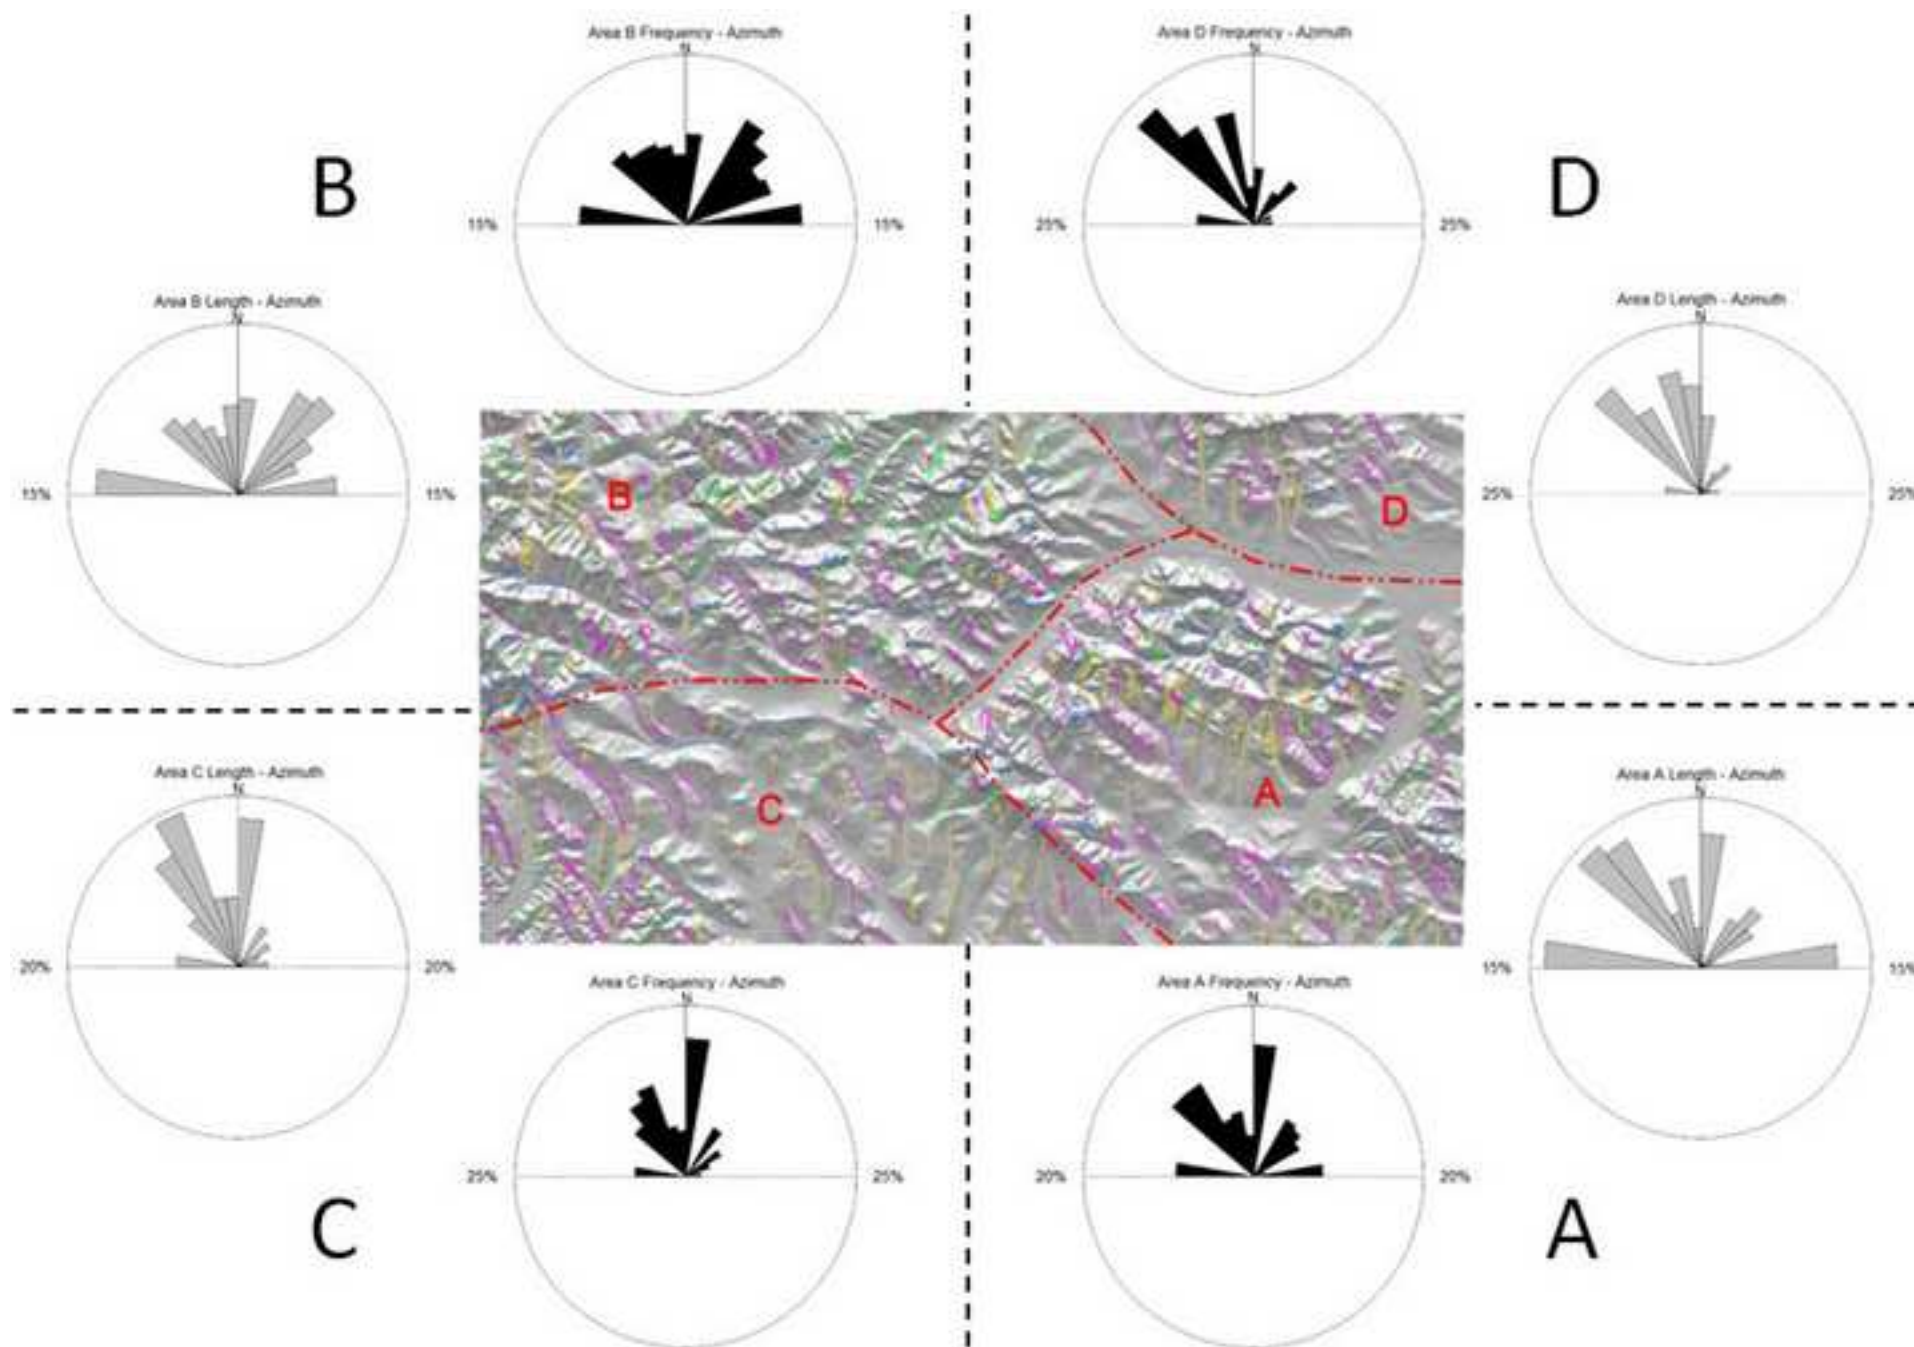 Area B Frequency - Azimuth
N
15%
15%
Area D Frequency - Azimuth
N
25%
25%
B
D
Area B Length - Azimuth
N
15%
15%
Area D Length - Azimuth
N
25%
25%
B
D
C
A
Area C Length - Azimuth
N
20%
20%
Area A Length - Azimuth
N
15%
15%
Area C Frequency - Azimuth
N
25%
25%
Area A Frequency - Azimuth
N
20%
20%
C
A